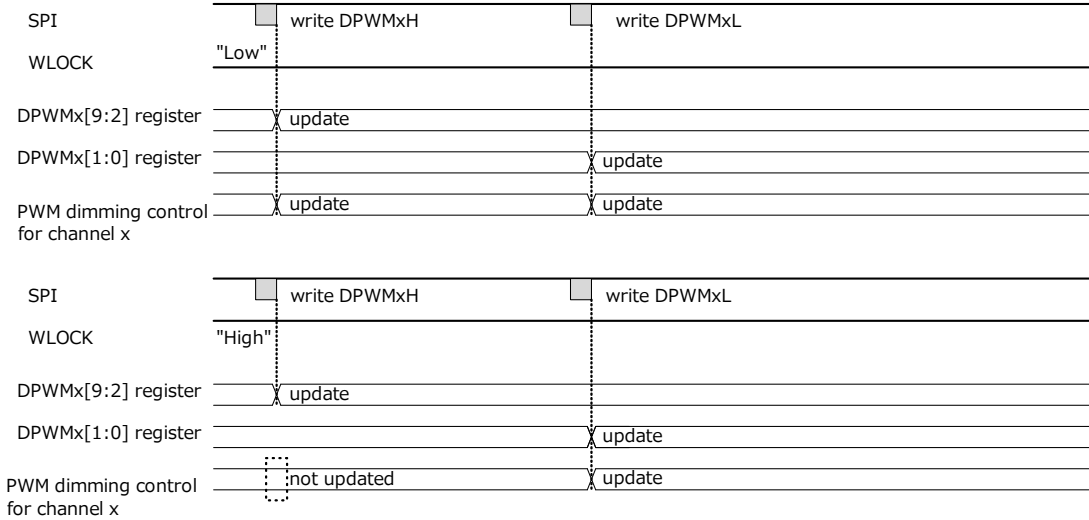 SPI write DPWMxH write DPWMxL
WLOCK "Low"
DPWMx[9:2] register update
DPWMx[1:0] register update
PWM dimming control update update
for channel x
SPI write DPWMxH write DPWMxL
WLOCK "High"
DPWMx[9:2] register update
DPWMx[1:0] register update
PWM dimming control not updated update
for channel x